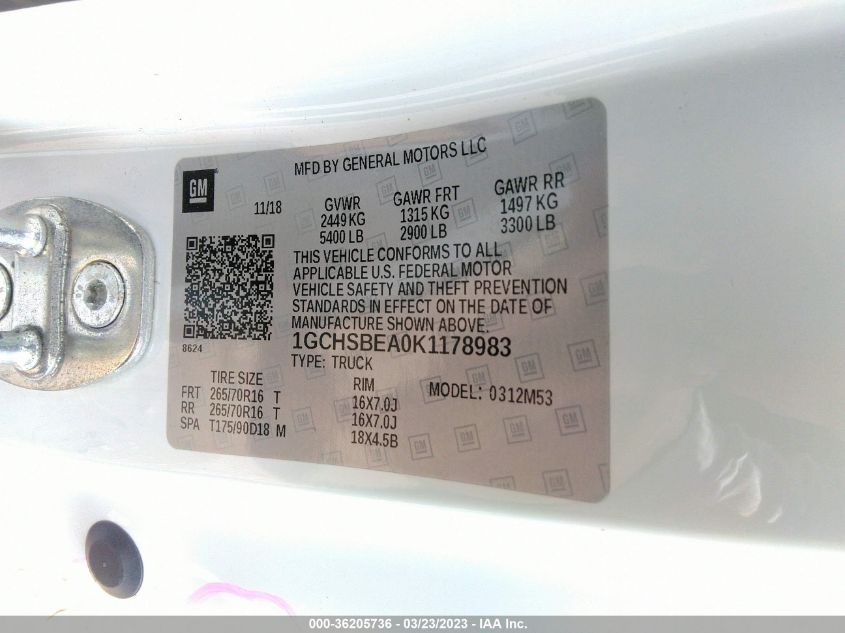 GM
MFD BY GENERAL MOTORS LLC
11/18 GVWR GAWR FRT GAWR RR
2449 KG 1315 KG 1497 KG
5400 LB 2900 LB 3300 LB
THIS VEHICLE CONFORMS TO ALL
APPLICABLE U.S. FEDERAL MOTOR
VEHICLE SAFETY AND THEFT PREVENTION
STANDARDS IN EFFECT ON THE DATE OF
MANUFACTURE SHOWN ABOVE.
8624
1GCHSBEA0K1178983
TYPE: TRUCK
TIRE SIZE RIM MODEL: 0312M53
FRT 265/70R16 T 16X7.0J
RR 265/70R16 T 16X7.0J
SPA T175/90D18 M 18X4.5B
000-36205736 - 03/23/2023 - IAA Inc.